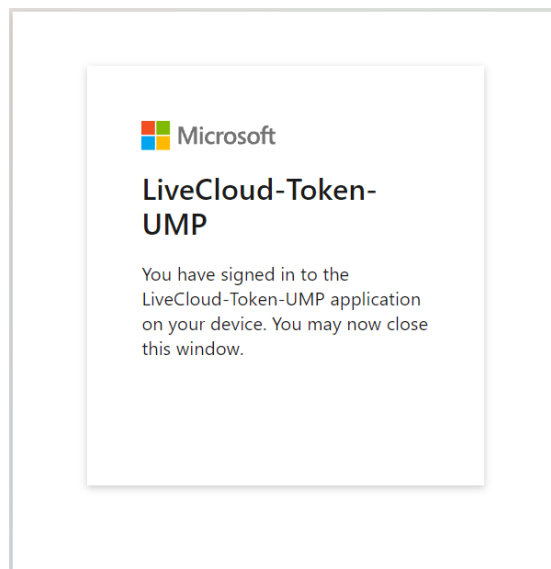 Microsoft
LiveCloud-Token-
UMP
You have signed in to the
LiveCloud-Token-UMP application
on your device. You may now close
this window.